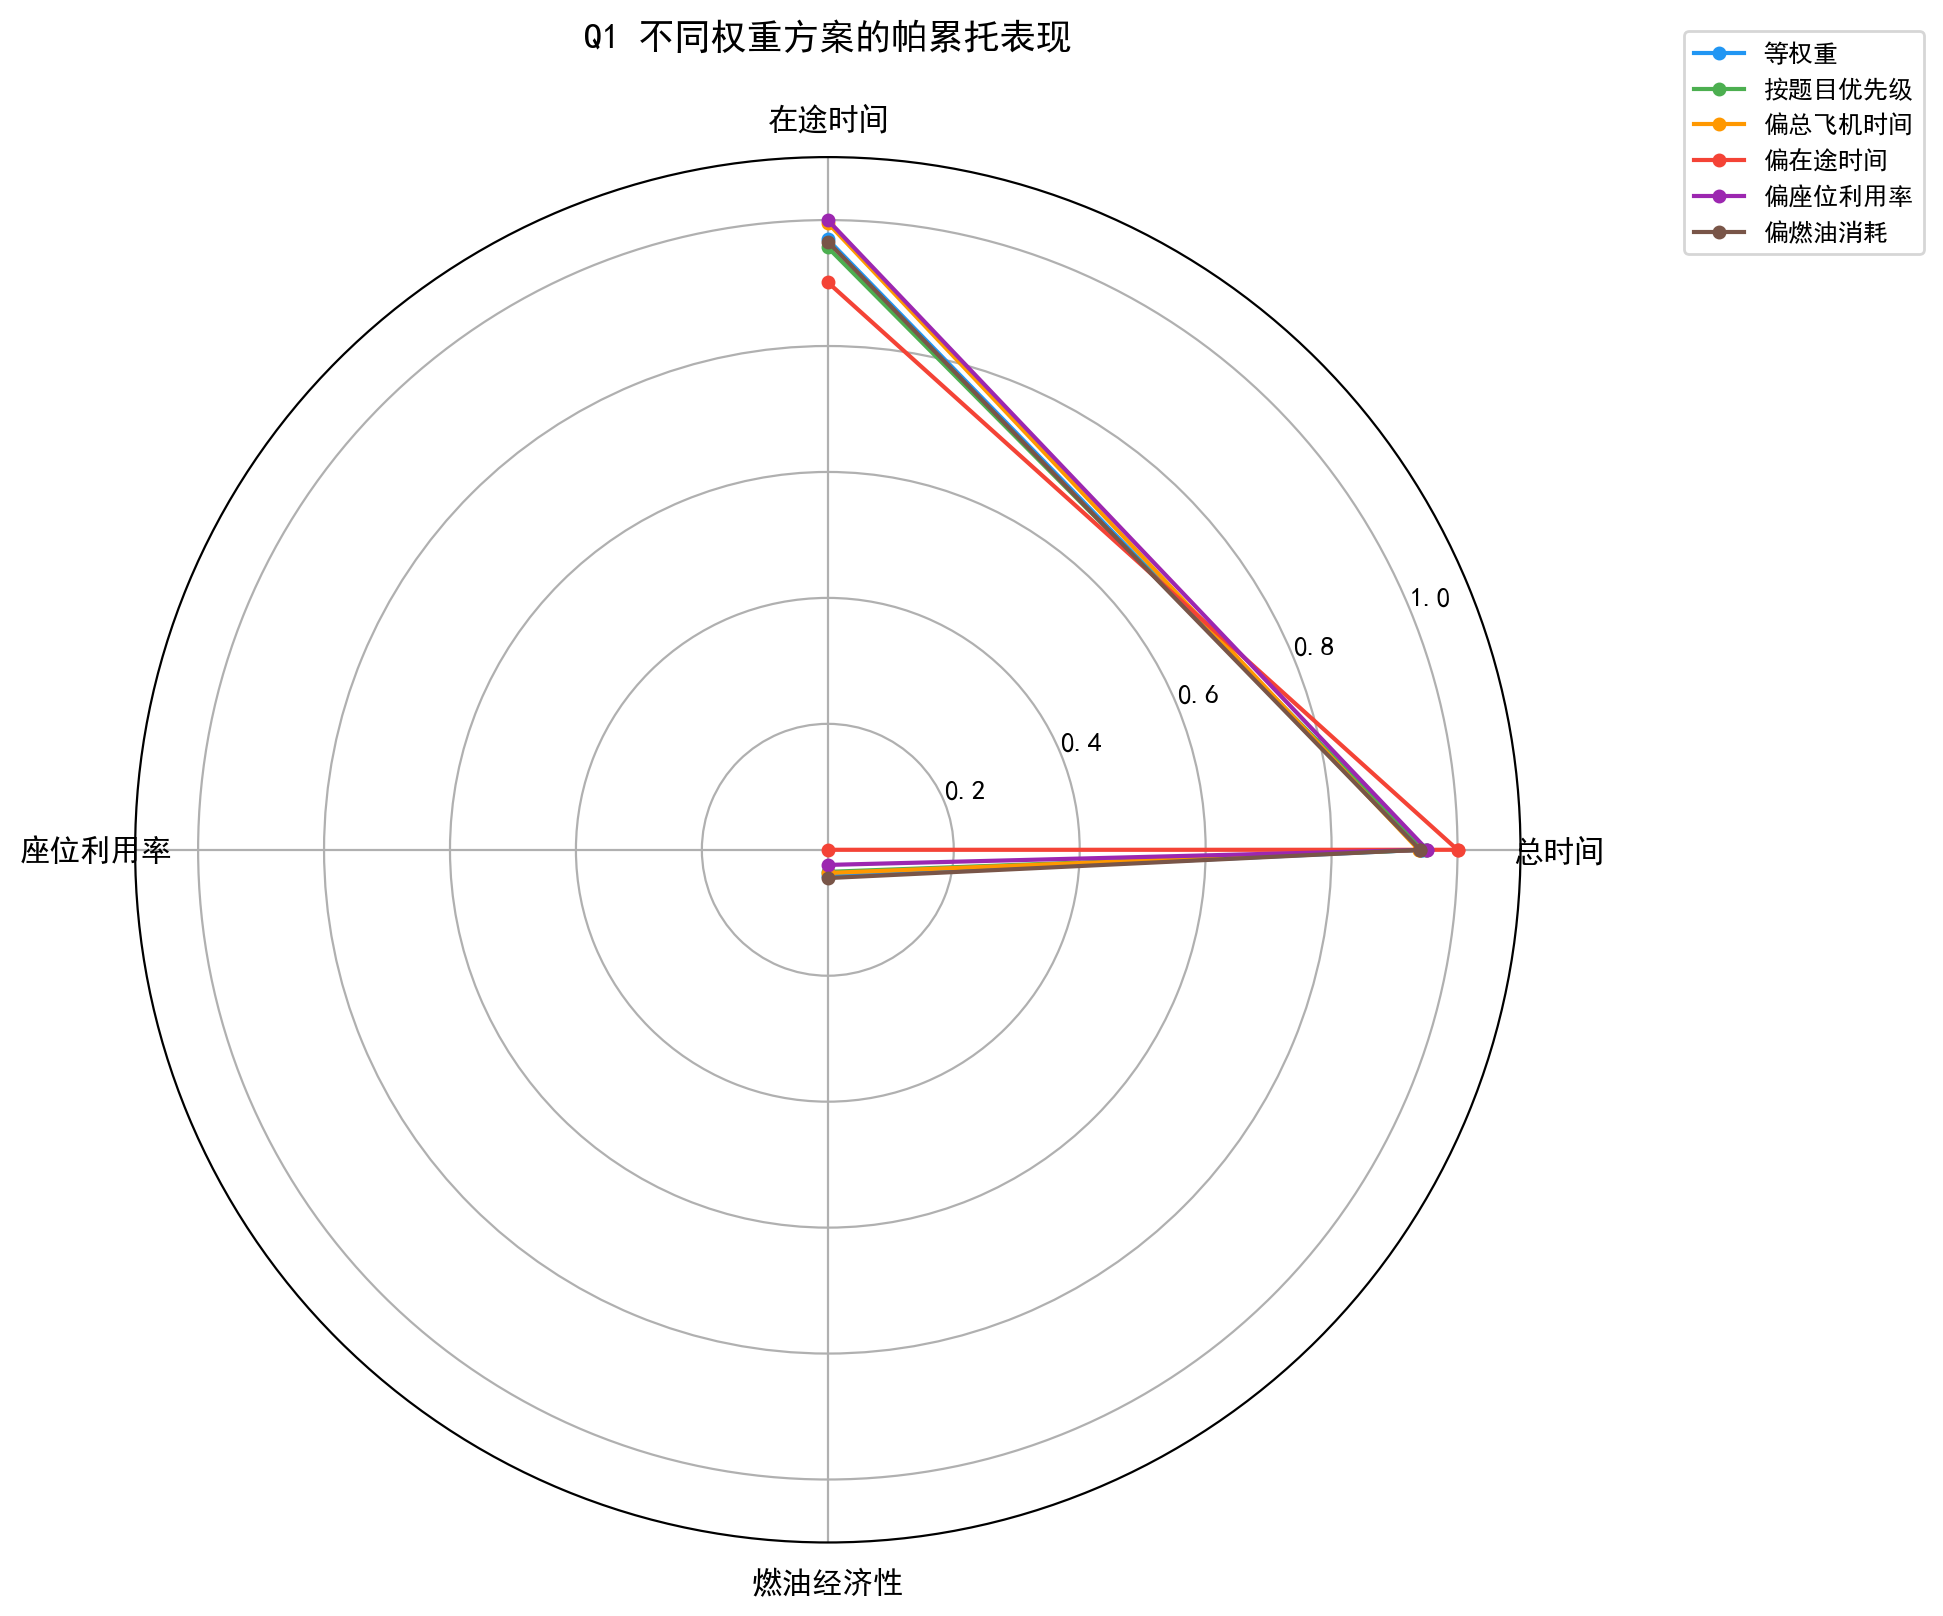 Q1 不同权重方案的帕累托表现
等权重
按题目优先级
偏总飞机时间
偏在途时间
偏座位利用率
偏燃油消耗
在途时间
1.0
0.8
0.6
0.4
0.2
座位利用率
总时间
燃油经济性